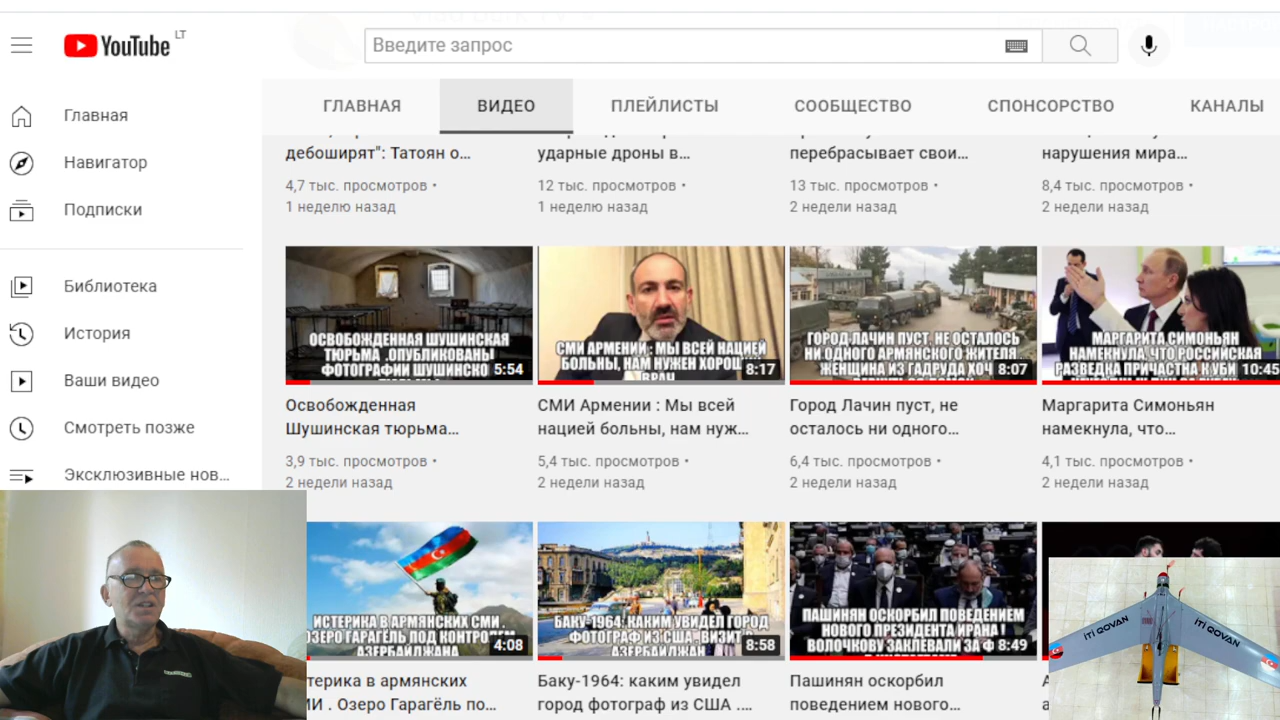 YouTube LT
Введите запрос
ГЛАВНАЯ ВИДЕО ПЛЕЙЛИСТЫ СООБЩЕСТВО СПОНСОРСТВО КАНАЛЫ
Главная
Навигатор
Подписки
Библиотека
История
Ваши видео
Смотреть позже
Эксклюзивные нов...
дебоширят": Татоян о...
4,7 тыс. просмотров •
1 неделю назад
ударные дроны в...
12 тыс. просмотров •
1 неделю назад
перебрасывает свои...
13 тыс. просмотров •
2 недели назад
нарушения мира...
8,4 тыс. просмотров •
2 недели назад
ОСВОБОЖДЕННАЯ ШУШИНСКАЯ
ТЮРЬМА .ОПУБЛИКОВАНЫ
ФОТОГРАФИИ ШУШИНСКО
5:54
Освобожденная
Шушинская тюрьма...
3,9 тыс. просмотров •
2 недели назад
СМИ АРМЕНИИ : МЫ ВСЕЙ НАЦИЕЙ
БОЛЬНЫ, НАМ НУЖЕН ХОРОШ
ВРАЧ
8:17
СМИ Армении : Мы всей
нацией больны, нам нуж...
5,4 тыс. просмотров •
2 недели назад
ГОРОД ЛАЧИН ПУСТ, НЕ ОСТАЛОСЬ
НИ ОДНОГО АРМЯНСКОГО ЖИТЕЛЯ
ЖЕНЩИНА ИЗ ГАДРУДА ХОЧ
8:07
Город Лачин пуст, не
осталось ни одного...
6,4 тыс. просмотров •
2 недели назад
МАРГАРИТА СИМОНЬЯН
НАМЕКНУЛА, ЧТО РОССИЙСКАЯ
РАЗВЕДКА ПРИЧАСТНА К УБИ
10:45
Маргарита Симоньян
намекнула, что...
4,1 тыс. просмотров •
2 недели назад
ИСТЕРИКА В АРМЯНСКИХ СМИ .
ОЗЕРО ГАРАГЁЛЬ ПОД КОНТРОЛЕМ
АЗЕРБАЙДЖАНА
4:08
терика в армянских
МИ . Озеро Гарагёль по...
БАКУ-1964: КАКИМ УВИДЕЛ ГОРОД
ФОТОГРАФ ИЗ США .ВИЗИТ В
АЗЕРБАЙДЖАН
8:58
Баку-1964: каким увидел
город фотограф из США ....
ПАШИНЯН ОСКОРБИЛ ПОВЕДЕНИЕМ
НОВОГО ПРЕЗИДЕНТА ИРАНА !
ВОЛОЧКОВУ ЗАКЛЕВАЛИ ЗА Ф
8:49
Пашинян оскорбил
поведением нового...
İTİ QOVAN
İTİ QOVAN